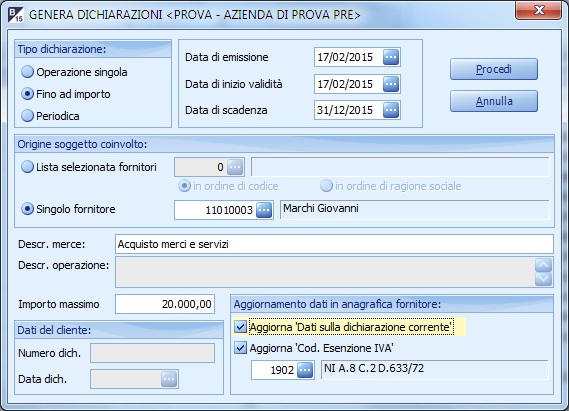 B 15 GENERA DICHIARAZIONI <PROVA - AZIENDA DI PROVA PRE>
Tipo dichiarazione:
Operazione singola
Fino ad importo
Periodica
Data di emissione 17/02/2015
Data di inizio validità 17/02/2015
Data di scadenza 31/12/2015
Procedi
Annulla
Origine soggetto coinvolto:
Lista selezionata fornitori 0
in ordine di codice in ordine di ragione sociale
Singolo fornitore 11010003 Marchi Giovanni
Descr. merce: Acquisto merci e servizi
Descr. operazione:
Importo massimo 20.000,00
Dati del cliente:
Numero dich.
Data dich.
Aggiornamento dati in anagrafica fornitore:
Aggiorna 'Dati sulla dichiarazione corrente'
Aggiorna 'Cod. Esenzione IVA'
1902 NI A.8 C.2 D.633/72